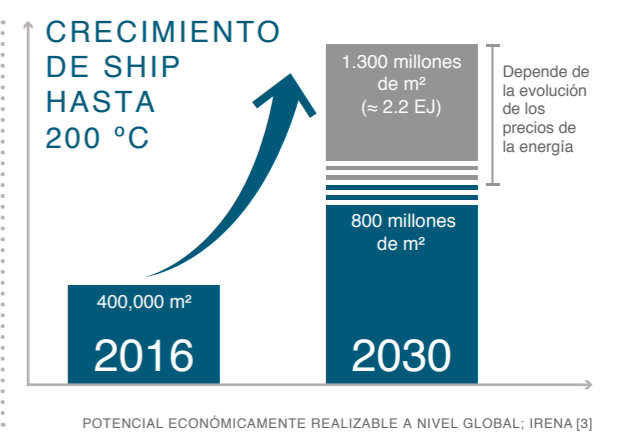 CRECIMIENTO
DE SHIP
HASTA
200 ºC
1.300 millones
de m²
(≈ 2.2 EJ)
Depende de
la evolución
de los
precios de
la energía
800 millones
de m²
400,000 m²
2016
2030
POTENCIAL ECONÓMICAMENTE REALIZABLE A NIVEL GLOBAL; IRENA [3]